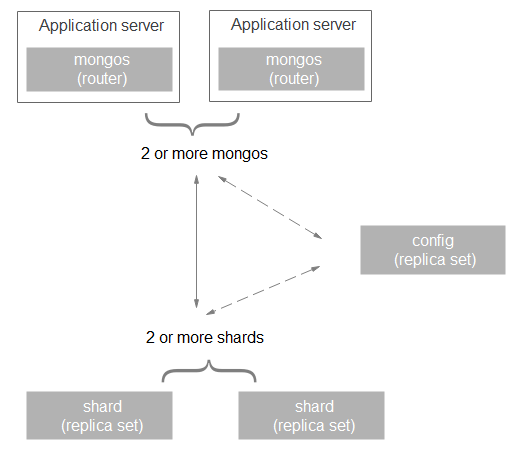 Application server
mongos
(router)
Application server
mongos
(router)
2 or more mongos
config
(replica set)
2 or more shards
shard
(replica set)
shard
(replica set)